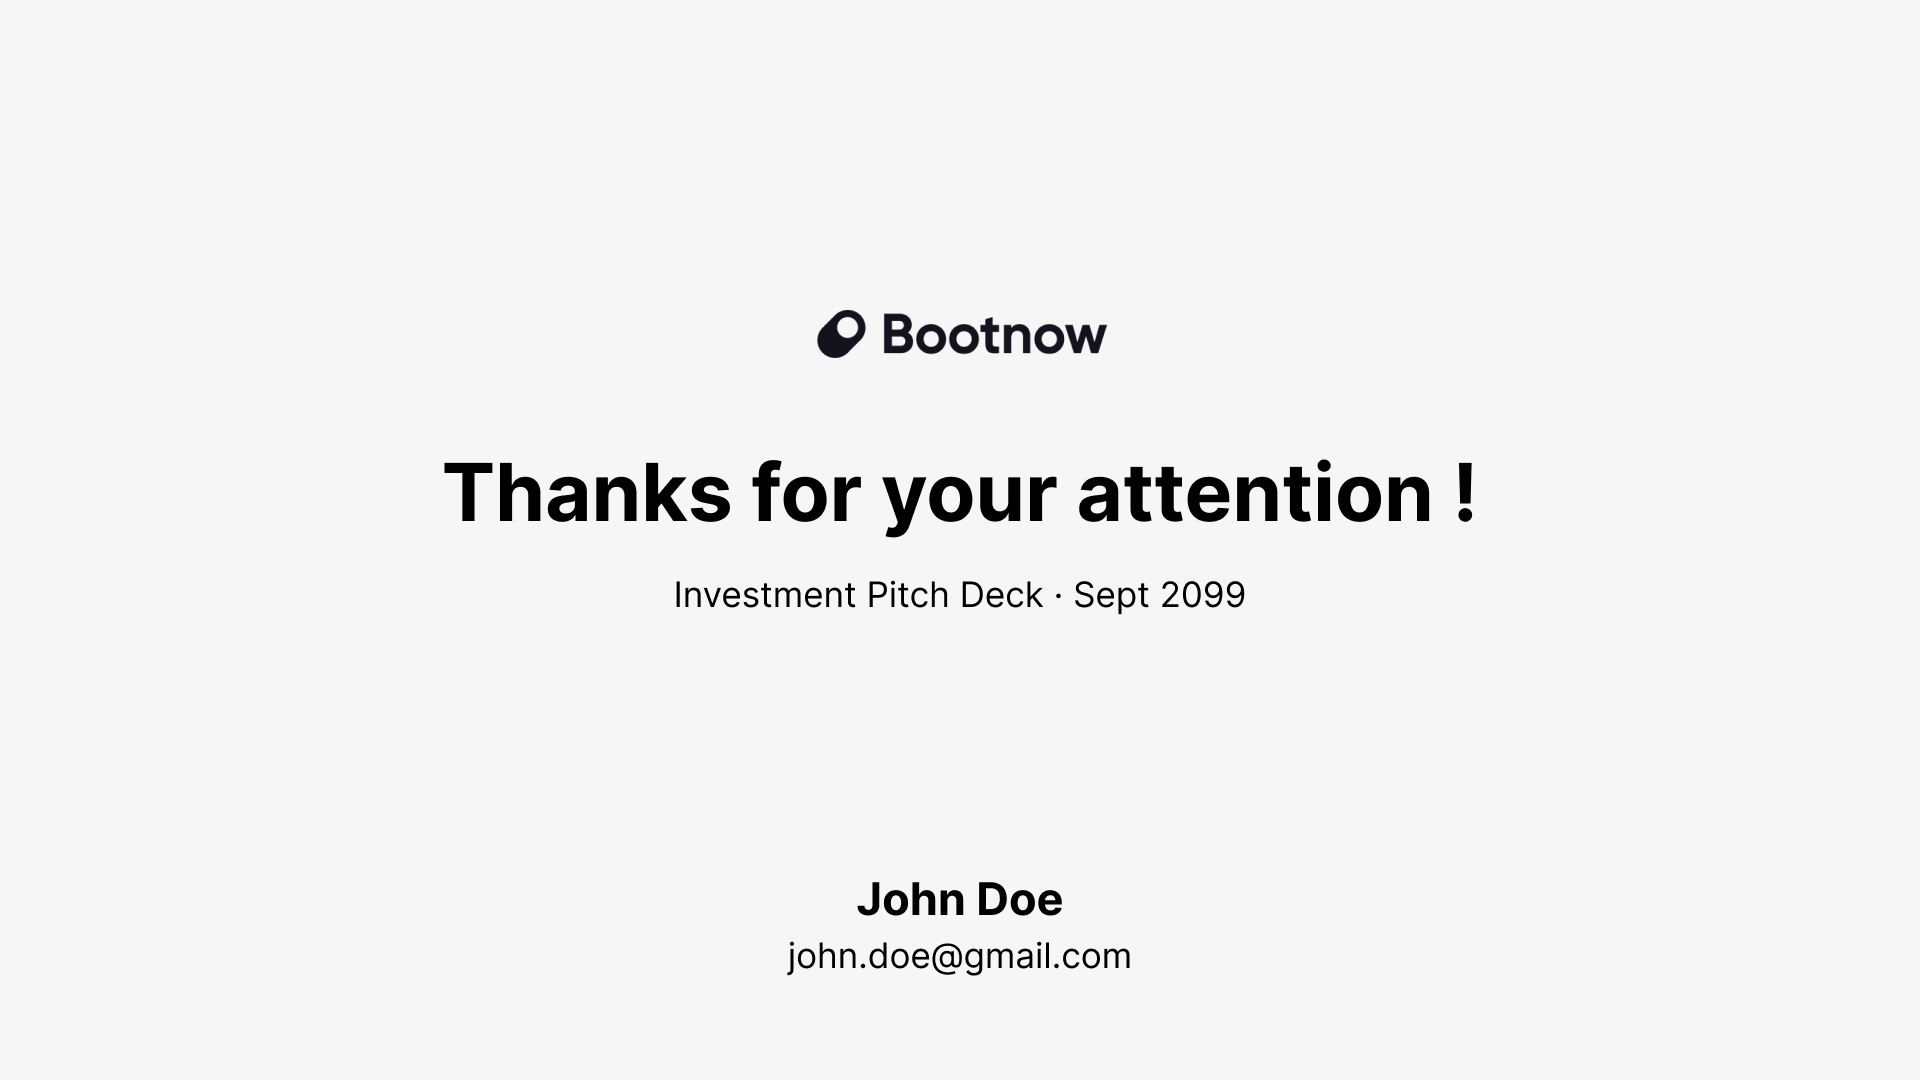 Bootnow
Thanks for your attention !
Investment Pitch Deck · Sept 2099
John Doe
john.doe@gmail.com